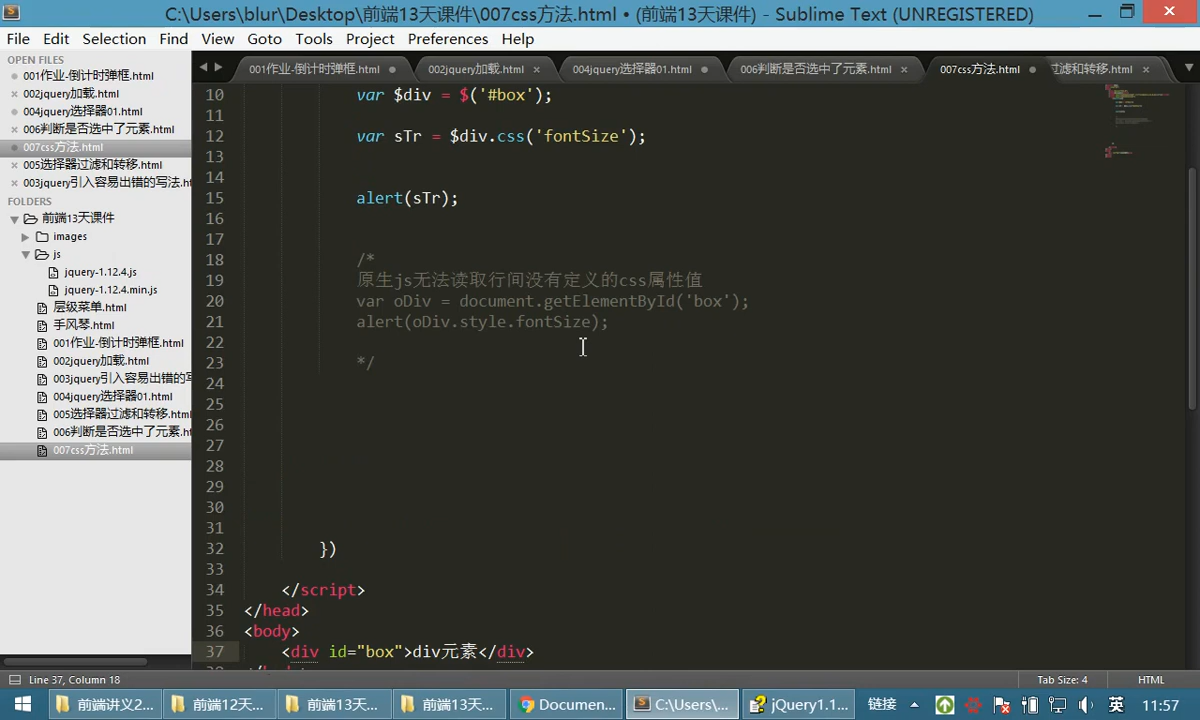 C:\Users\blur\Desktop\前端13天课件\007css方法.html • (前端13天课件) - Sublime Text (UNREGISTERED)
File Edit Selection Find View Goto Tools Project Preferences Help
OPEN FILES
001作业-倒计时弹框.html
002jquery加载.html
004jquery选择器01.html
006判断是否选中了元素.html
007css方法.html
005选择器过滤和转移.html
003jquery引入容易出错的写法.ht
FOLDERS
前端13天课件
images
js
jquery-1.12.4.js
jquery-1.12.4.min.js
层级菜单.html
手风琴.html
001作业-倒计时弹框.html
002jquery加载.html
003jquery引入容易出错的写
004jquery选择器01.html
005选择器过滤和转移.html
006判断是否选中了元素.ht
007css方法.html
001作业-倒计时弹框.html 002jquery加载.html 004jquery选择器01.html 006判断是否选中了元素.html 007css方法.html 过滤和转移.html
10 var $div = $('#box');
11
12 var sTr = $div.css('fontSize');
13
14
15 alert(sTr);
16
17
18 /*
19 原生js无法读取行间没有定义的css属性值
20 var oDiv = document.getElementById('box');
21 alert(oDiv.style.fontSize);
22
23 */
24
25
26
27
28
29
30
31
32 })
33
34 </script>
35 </head>
36 <body>
37 <div id="box">div元素</div>
Line 37, Column 18 Tab Size: 4 HTML
前端讲义2... 前端12天... 前端13天... 前端13天... Documen... C:\Users\... jQuery1.1... 链接 英 11:57